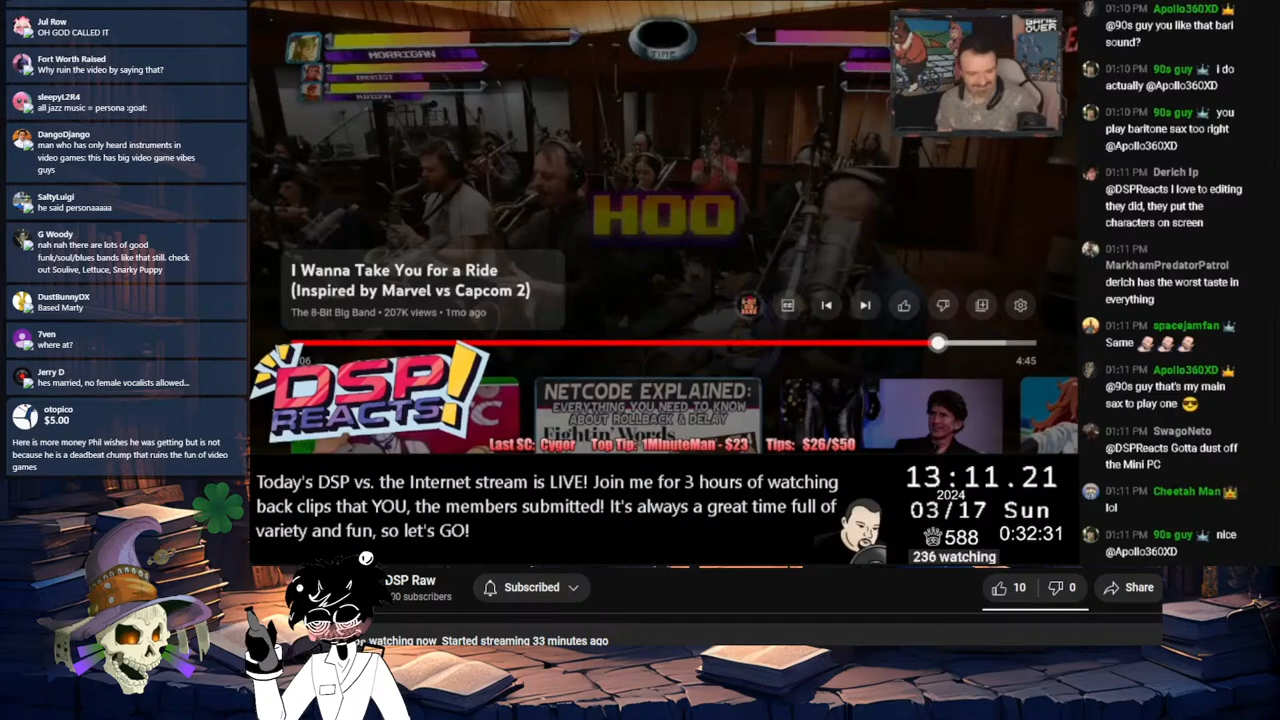 Jul Row
OH GOD CALLED IT
Fort Worth Raised
Why ruin the video by saying that?
sleepyL2R4
all jazz music = persona :goat:
DangoDjango
man who has only heard instruments in
video games: this has big video game vibes
guys
SaltyLuigi
he said personaaaaa
G Woody
nah nah there are lots of good
funk/soul/blues bands like that still. check
out Soulive, Lettuce, Snarky Puppy
DustBunnyDX
Based Marty
7ven
where at?
Jerry D
hes married, no female vocalists allowed...
otopico
$5.00
Here is more money Phil wishes he was getting but is not
because he is a deadbeat chump that ruins the fun of video
games
MORRIGAN
TIME
GAME
OVER
HOO
I Wanna Take You for a Ride
(Inspired by Marvel vs Capcom 2)
The 8-Bit Big Band • 207K views • 1mo ago
CC
06
4:45
DSP
REACTS!
NETCODE EXPLAINED:
EVERYTHING YOU NEED TO KNOW
ABOUT ROLLBACK & DELAY
Fightin' Words
Last SC: Cygor Top Tip: 1MinuteMan - $23 Tips: $26/$50
Today's DSP vs. the Internet stream is LIVE! Join me for 3 hours of watching
back clips that YOU, the members submitted! It's always a great time full of
variety and fun, so let's GO!
13:11.21
2024
03/17 Sun
588
0:32:31
236 watching
DSP Raw
00 subscribers
Subscribed
10
0
Share
watching now Started streaming 33 minutes ago
01:10 PM Apollo360XD
@90s guy you like that bari
sound?
01:10 PM 90s guy i do
actually @Apollo360XD
01:10 PM 90s guy you
play baritone sax too right
@Apollo360XD
01:11 PM Derich Ip
@DSPReacts I love to editing
they did, they put the
characters on screen
01:11 PM
MarkhamPredatorPatrol
derich has the worst taste in
everything
01:11 PM spacejamfan
Same
01:11 PM Apollo360XD
@90s guy that's my main
sax to play one 😎
01:11 PM SwagoNeto
@DSPReacts Gotta dust off
the Mini PC
01:11 PM Cheetah Man
lol
01:11 PM 90s guy nice
@Apollo360XD